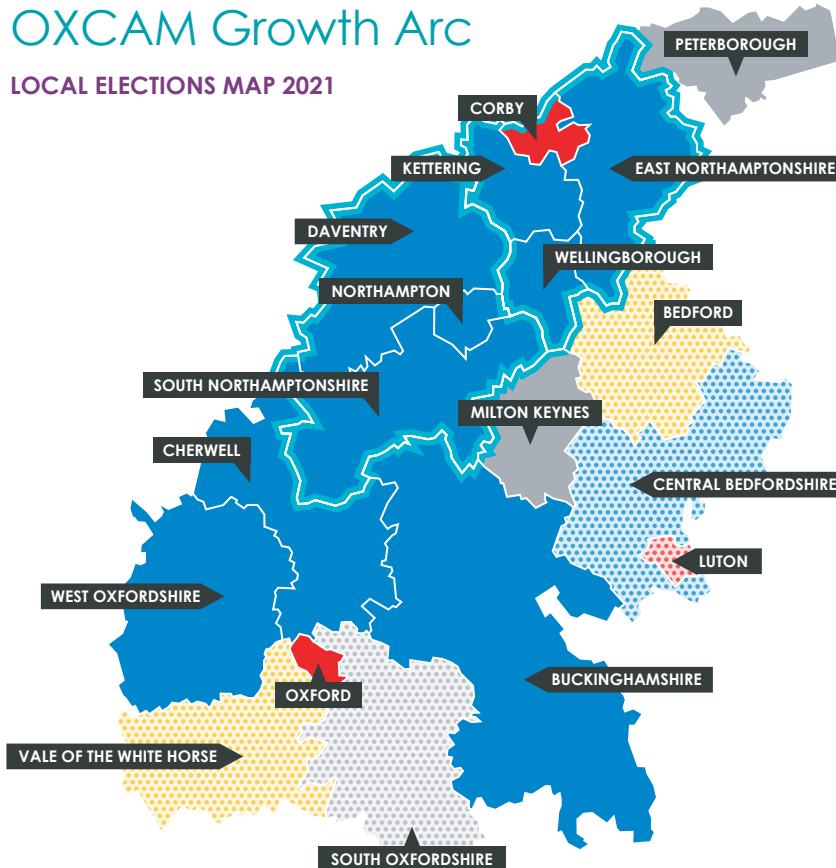 OXCAM Growth Arc
LOCAL ELECTIONS MAP 2021
PETERBOROUGH
CORBY
KETTERING
EAST NORTHAMPTONSHIRE
DAVENTRY
WELLINGBOROUGH
NORTHAMPTON
BEDFORD
SOUTH NORTHAMPTONSHIRE
MILTON KEYNES
CHERWELL
CENTRAL BEDFORDSHIRE
LUTON
WEST OXFORDSHIRE
BUCKINGHAMSHIRE
OXFORD
VALE OF THE WHITE HORSE
SOUTH OXFORDSHIRE